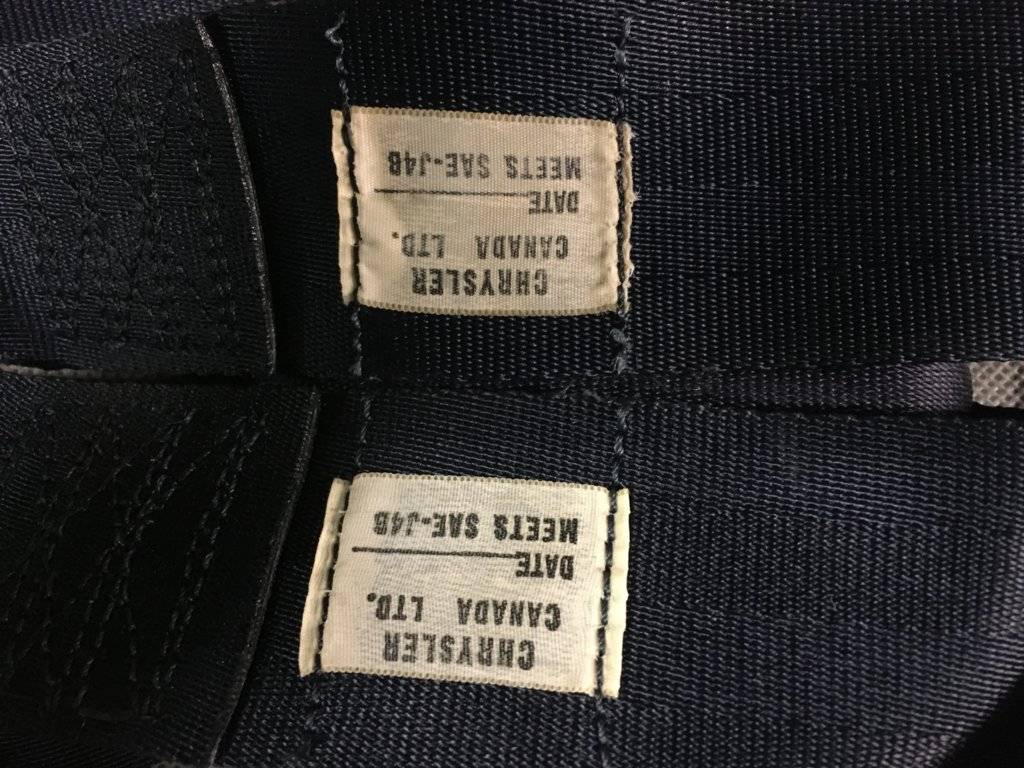 CHRYSLER
CANADA LTD.
DATE
MEETS SAE-J4B
CHRYSLER
CANADA LTD.
DATE
MEETS SAE-J4B